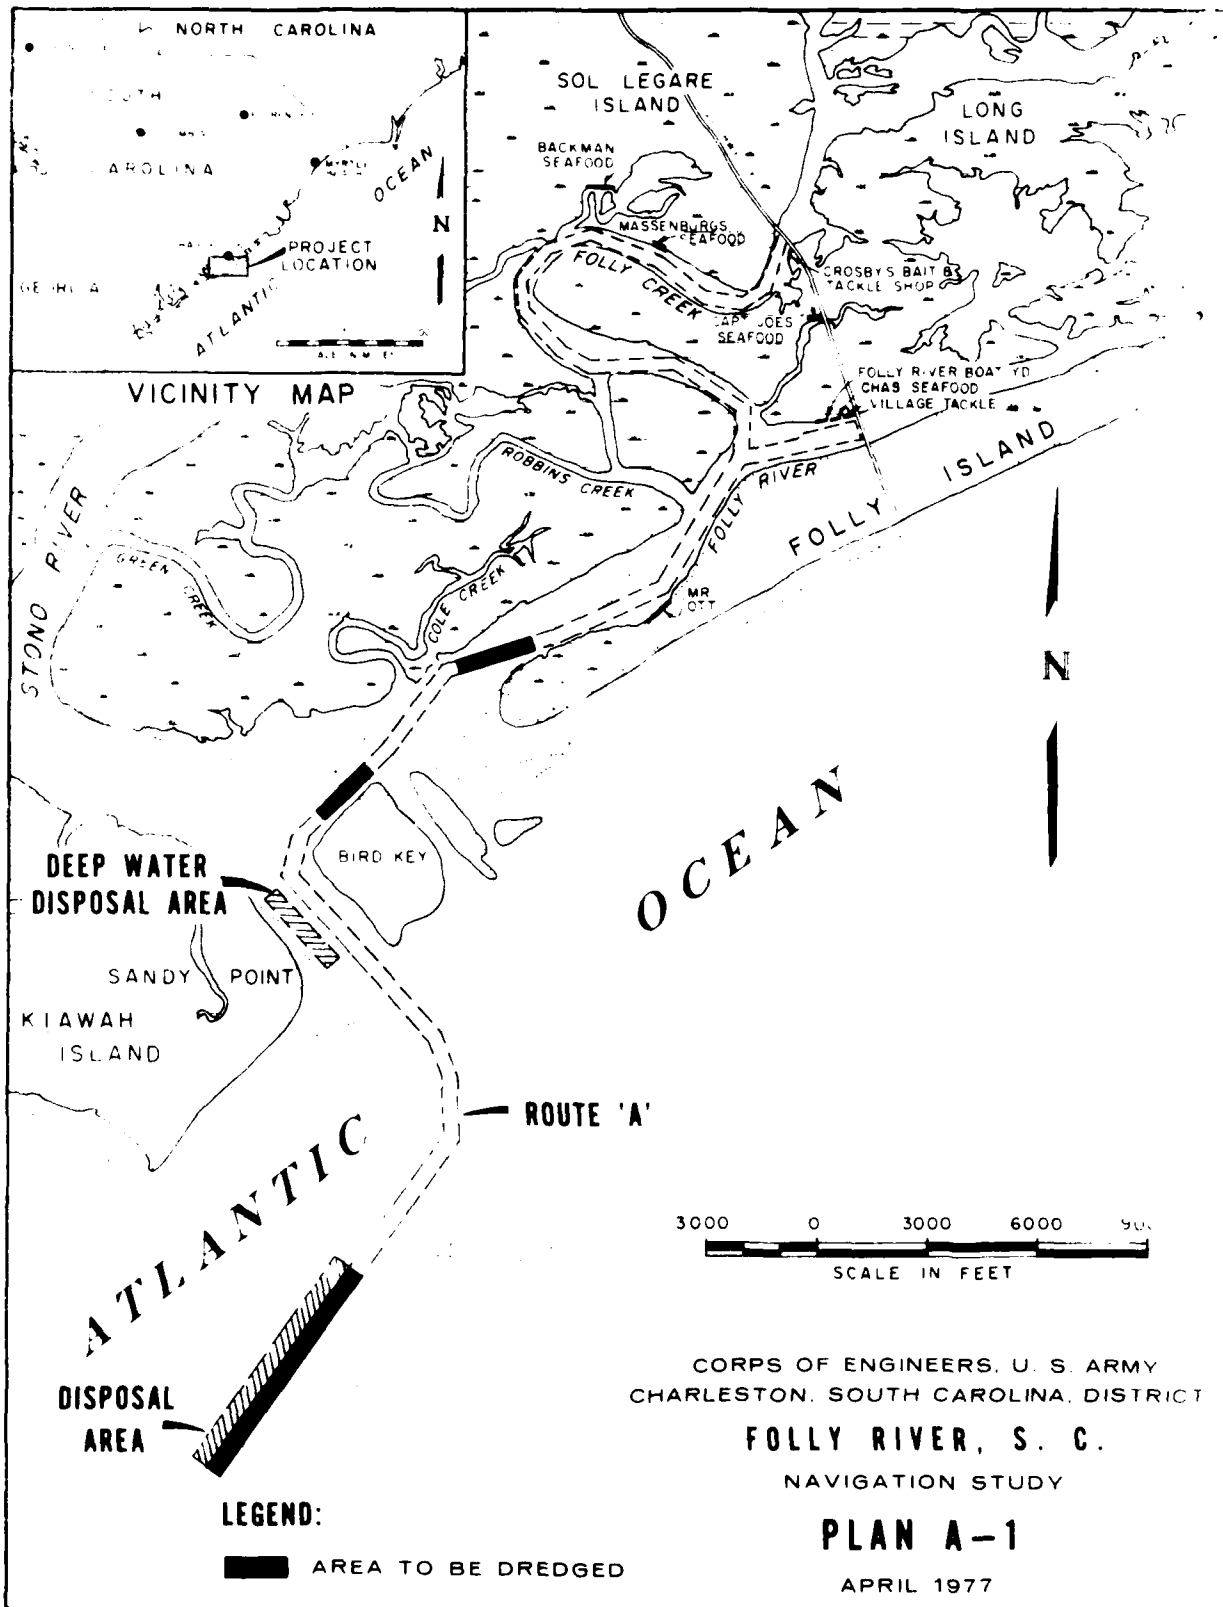 NORTH CAROLINA
OCEAN
N
PROJECT
LOCATION
ATLANTIC
VICINITY MAP
SOL LEGARE
ISLAND
LONG
ISLAND
BACKMAN
SEAFOOD
MASSENBURGS
SEAFOOD
FOLLY
CREEK
CROSBY'S BAIT &
TACKLE SHOP
CAPT JOES
SEAFOOD
FOLLY RIVER BOAT YD
CHAS SEAFOOD
VILLAGE TACKLE
ROBBINS CREEK
FOLLY RIVER
FOLLY ISLAND
STONO RIVER
GREEN
CREEK
COLE CREEK
MR
OTT
N
BIRD KEY
DEEP WATER
DISPOSAL AREA
SANDY POINT
KIAWAH
ISLAND
ATLANTIC OCEAN
ROUTE 'A'
3000 0 3000 6000
SCALE IN FEET
DISPOSAL
AREA
CORPS OF ENGINEERS, U. S. ARMY
CHARLESTON, SOUTH CAROLINA, DISTRICT
FOLLY RIVER, S. C.
NAVIGATION STUDY
PLAN A-1
APRIL 1977
LEGEND:
AREA TO BE DREDGED